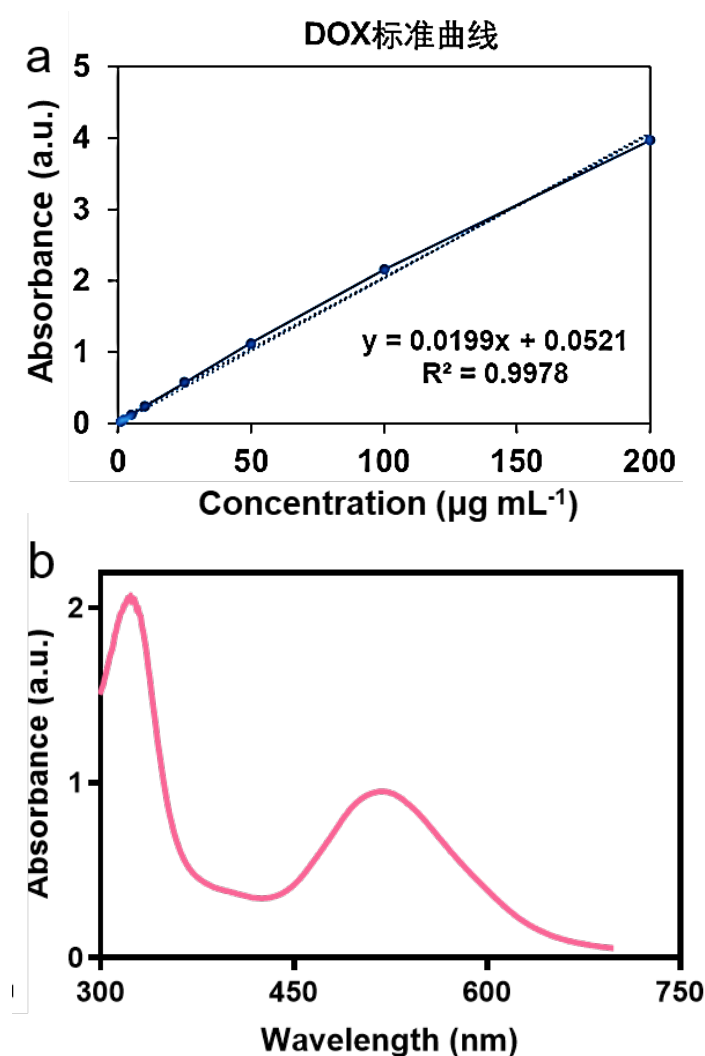 DOX标准曲线
a
5
4
3
2
1
0
Absorbance (a.u.)
y = 0.0199x + 0.0521
R² = 0.9978
0 50 100 150 200
Concentration (µg mL⁻¹)
b
2
1
0
Absorbance (a.u.)
300 450 600 750
Wavelength (nm)